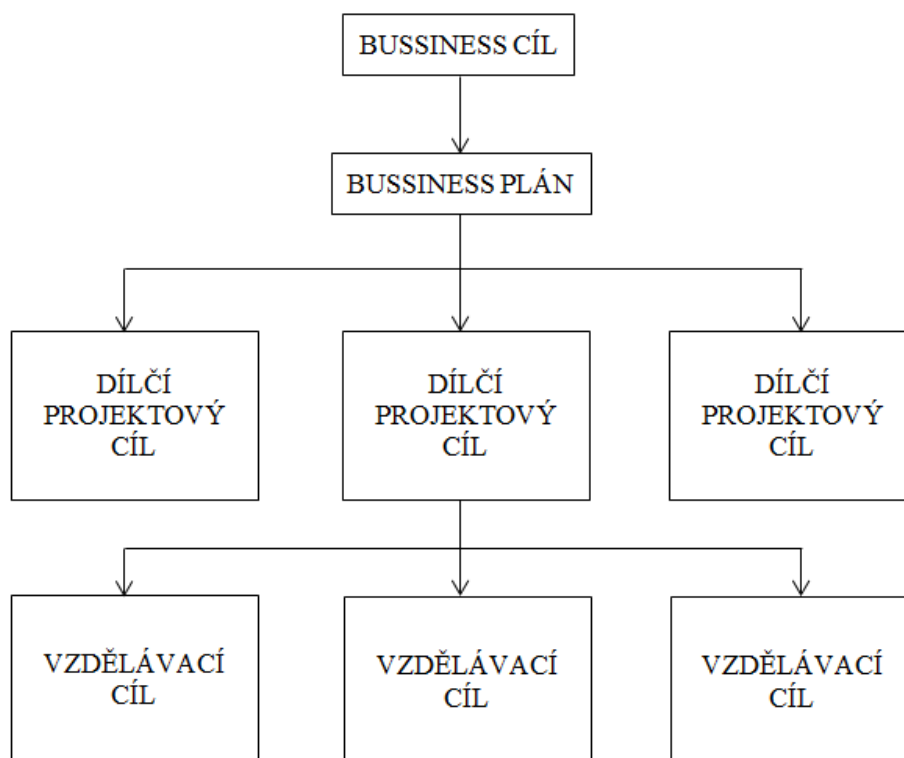 BUSSINESS CÍL
BUSSINESS PLÁN
DÍLČÍ
PROJEKTOVÝ
CÍL
DÍLČÍ
PROJEKTOVÝ
CÍL
DÍLČÍ
PROJEKTOVÝ
CÍL
VZDĚLÁVACÍ
CÍL
VZDĚLÁVACÍ
CÍL
VZDĚLÁVACÍ
CÍL